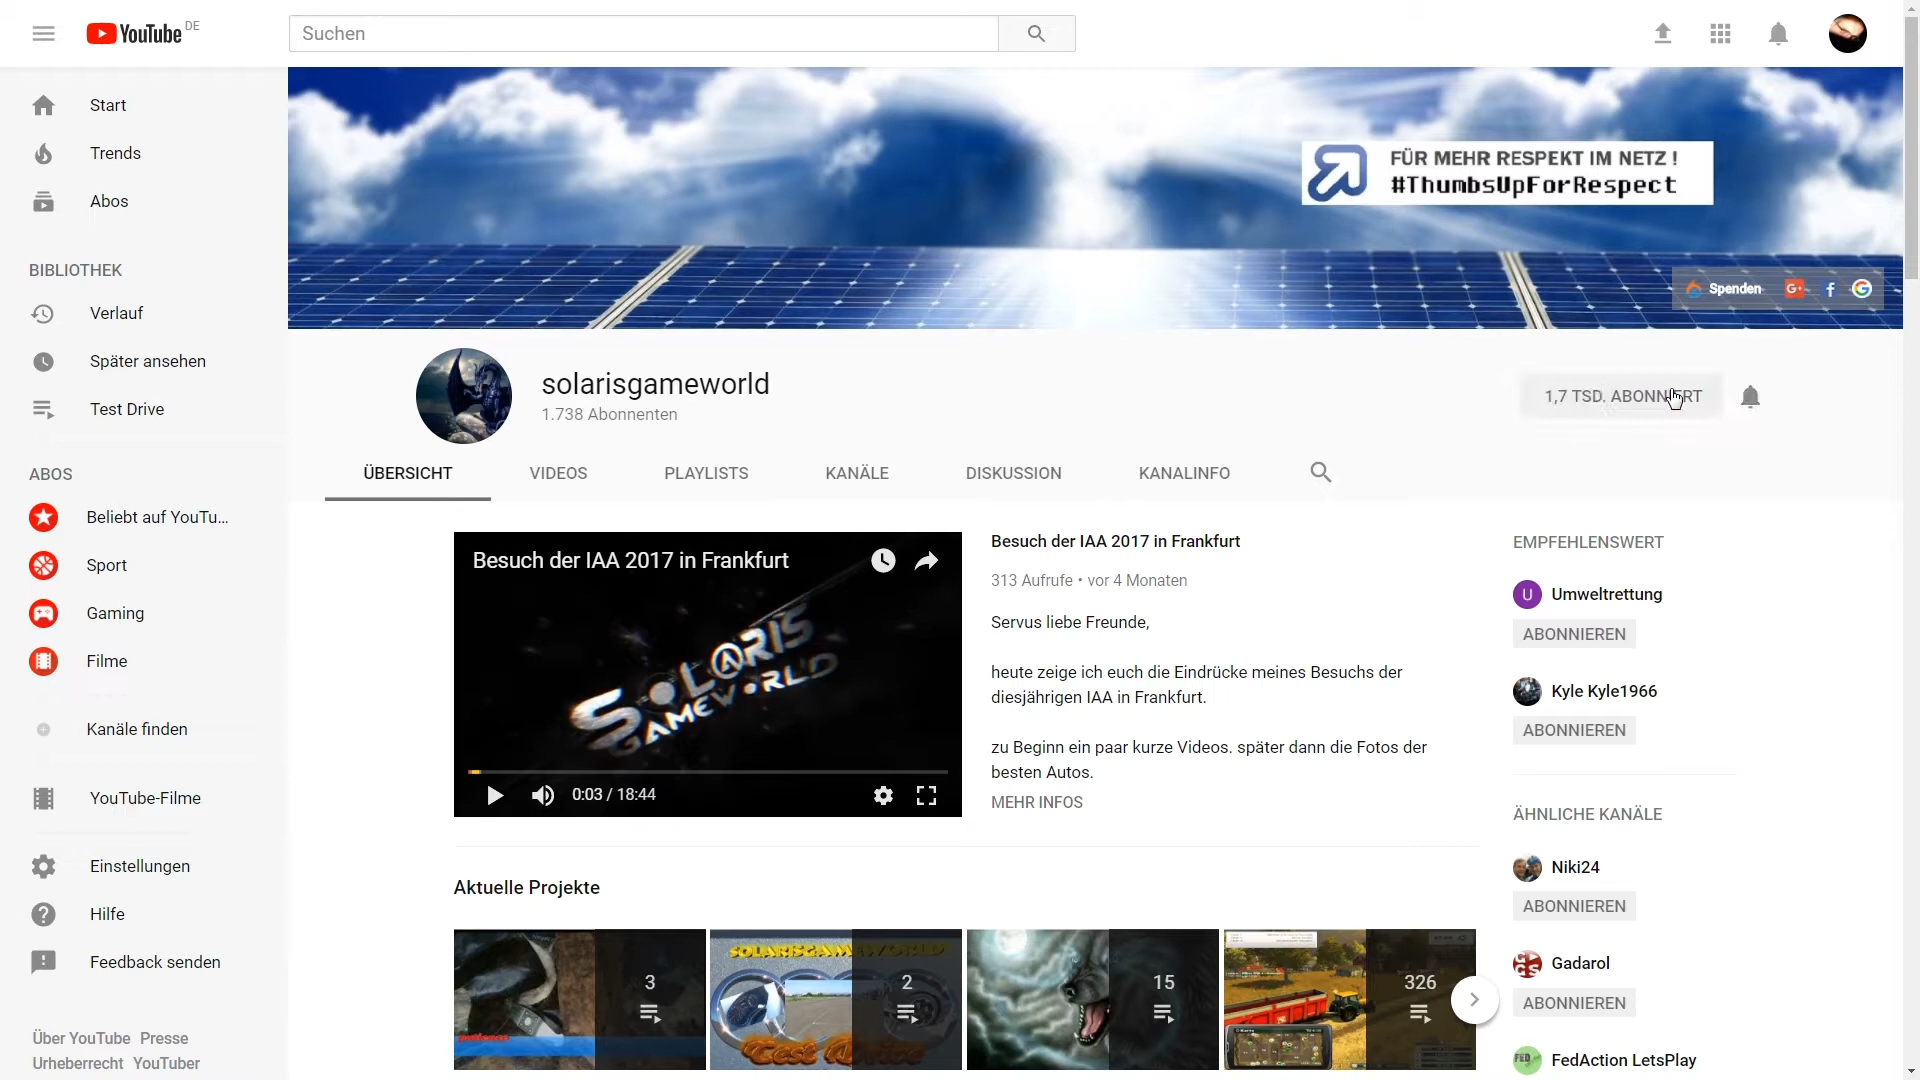 YouTube DE
Suchen
Start
Trends
Abos
BIBLIOTHEK
Verlauf
Später ansehen
Test Drive
ABOS
Beliebt auf YouTu...
Sport
Gaming
Filme
Kanäle finden
YouTube-Filme
Einstellungen
Hilfe
Feedback senden
Über YouTube Presse
Urheberrecht YouTuber
FÜR MEHR RESPEKT IM NETZ !
#ThumbsUpForRespect
Spenden
solarisgameworld
1.738 Abonnenten
1,7 TSD. ABONNIERT
ÜBERSICHT
VIDEOS
PLAYLISTS
KANÄLE
DISKUSSION
KANALINFO
Besuch der IAA 2017 in Frankfurt
SOLARIS
GAMEWORLD
0:03 / 18:44
Besuch der IAA 2017 in Frankfurt
313 Aufrufe • vor 4 Monaten
Servus liebe Freunde,
heute zeige ich euch die Eindrücke meines Besuchs der
diesjährigen IAA in Frankfurt.
zu Beginn ein paar kurze Videos. später dann die Fotos der
besten Autos.
MEHR INFOS
Aktuelle Projekte
3
SOLARISGAMEWORLD
2
Test Drive
15
326
EMPFEHLENSWERT
U
Umweltrettung
ABONNIEREN
Kyle Kyle1966
ABONNIEREN
ÄHNLICHE KANÄLE
Niki24
ABONNIEREN
Gadarol
ABONNIEREN
FED
FedAction LetsPlay